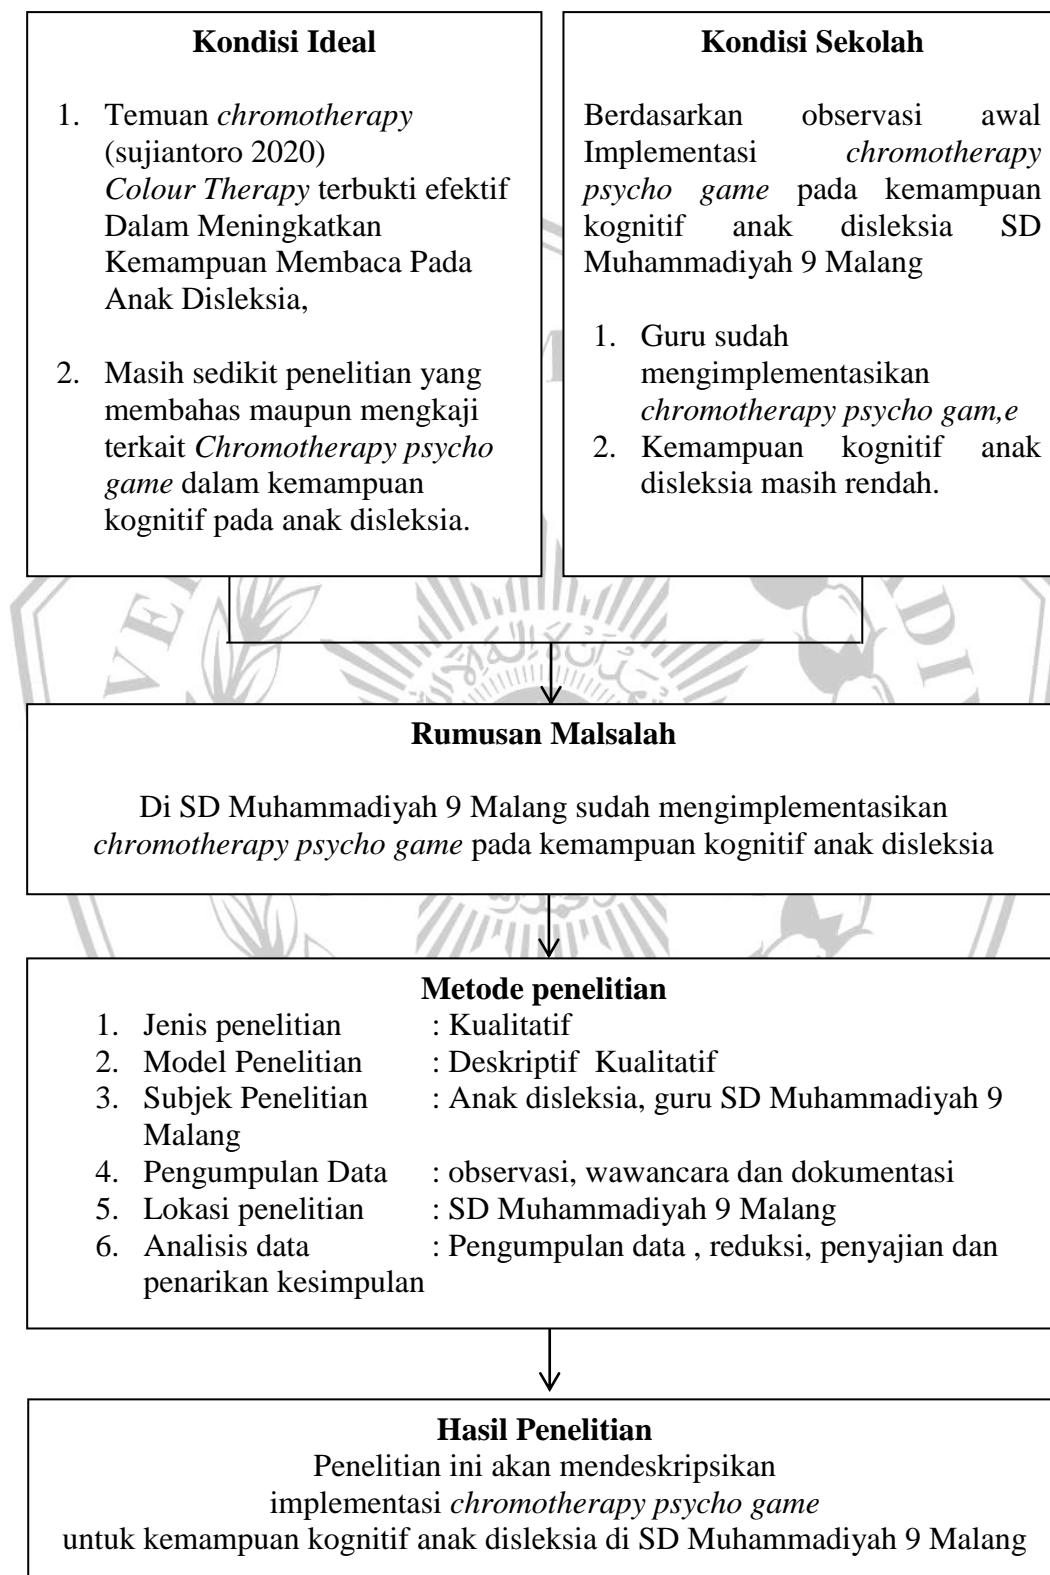 Kondisi Ideal
1. Temuan chromotherapy
(sujiantoro 2020)
Colour Therapy terbukti efektif
Dalam Meningkatkan
Kemampuan Membaca Pada
Anak Disleksia,
2. Masih sedikit penelitian yang
membahas maupun mengkaji
terkait Chromotherapy psycho
game dalam kemampuan
kognitif pada anak disleksia.
Kondisi Sekolah
Berdasarkan observasi awal
Implementasi chromotherapy
psycho game pada kemampuan
kognitif anak disleksia SD
Muhammadiyah 9 Malang
1. Guru sudah
mengimplementasikan
chromotherapy psycho gam,e
2. Kemampuan kognitif anak
disleksia masih rendah.
Rumusan Malsalah
Di SD Muhammadiyah 9 Malang sudah mengimplementasikan
chromotherapy psycho game pada kemampuan kognitif anak disleksia
Metode penelitian
1. Jenis penelitian : Kualitatif
2. Model Penelitian : Deskriptif Kualitatif
3. Subjek Penelitian : Anak disleksia, guru SD Muhammadiyah 9
Malang
4. Pengumpulan Data : observasi, wawancara dan dokumentasi
5. Lokasi penelitian : SD Muhammadiyah 9 Malang
6. Analisis data : Pengumpulan data , reduksi, penyajian dan
penarikan kesimpulan
Hasil Penelitian
Penelitian ini akan mendeskripsikan
implementasi chromotherapy psycho game
untuk kemampuan kognitif anak disleksia di SD Muhammadiyah 9 Malang